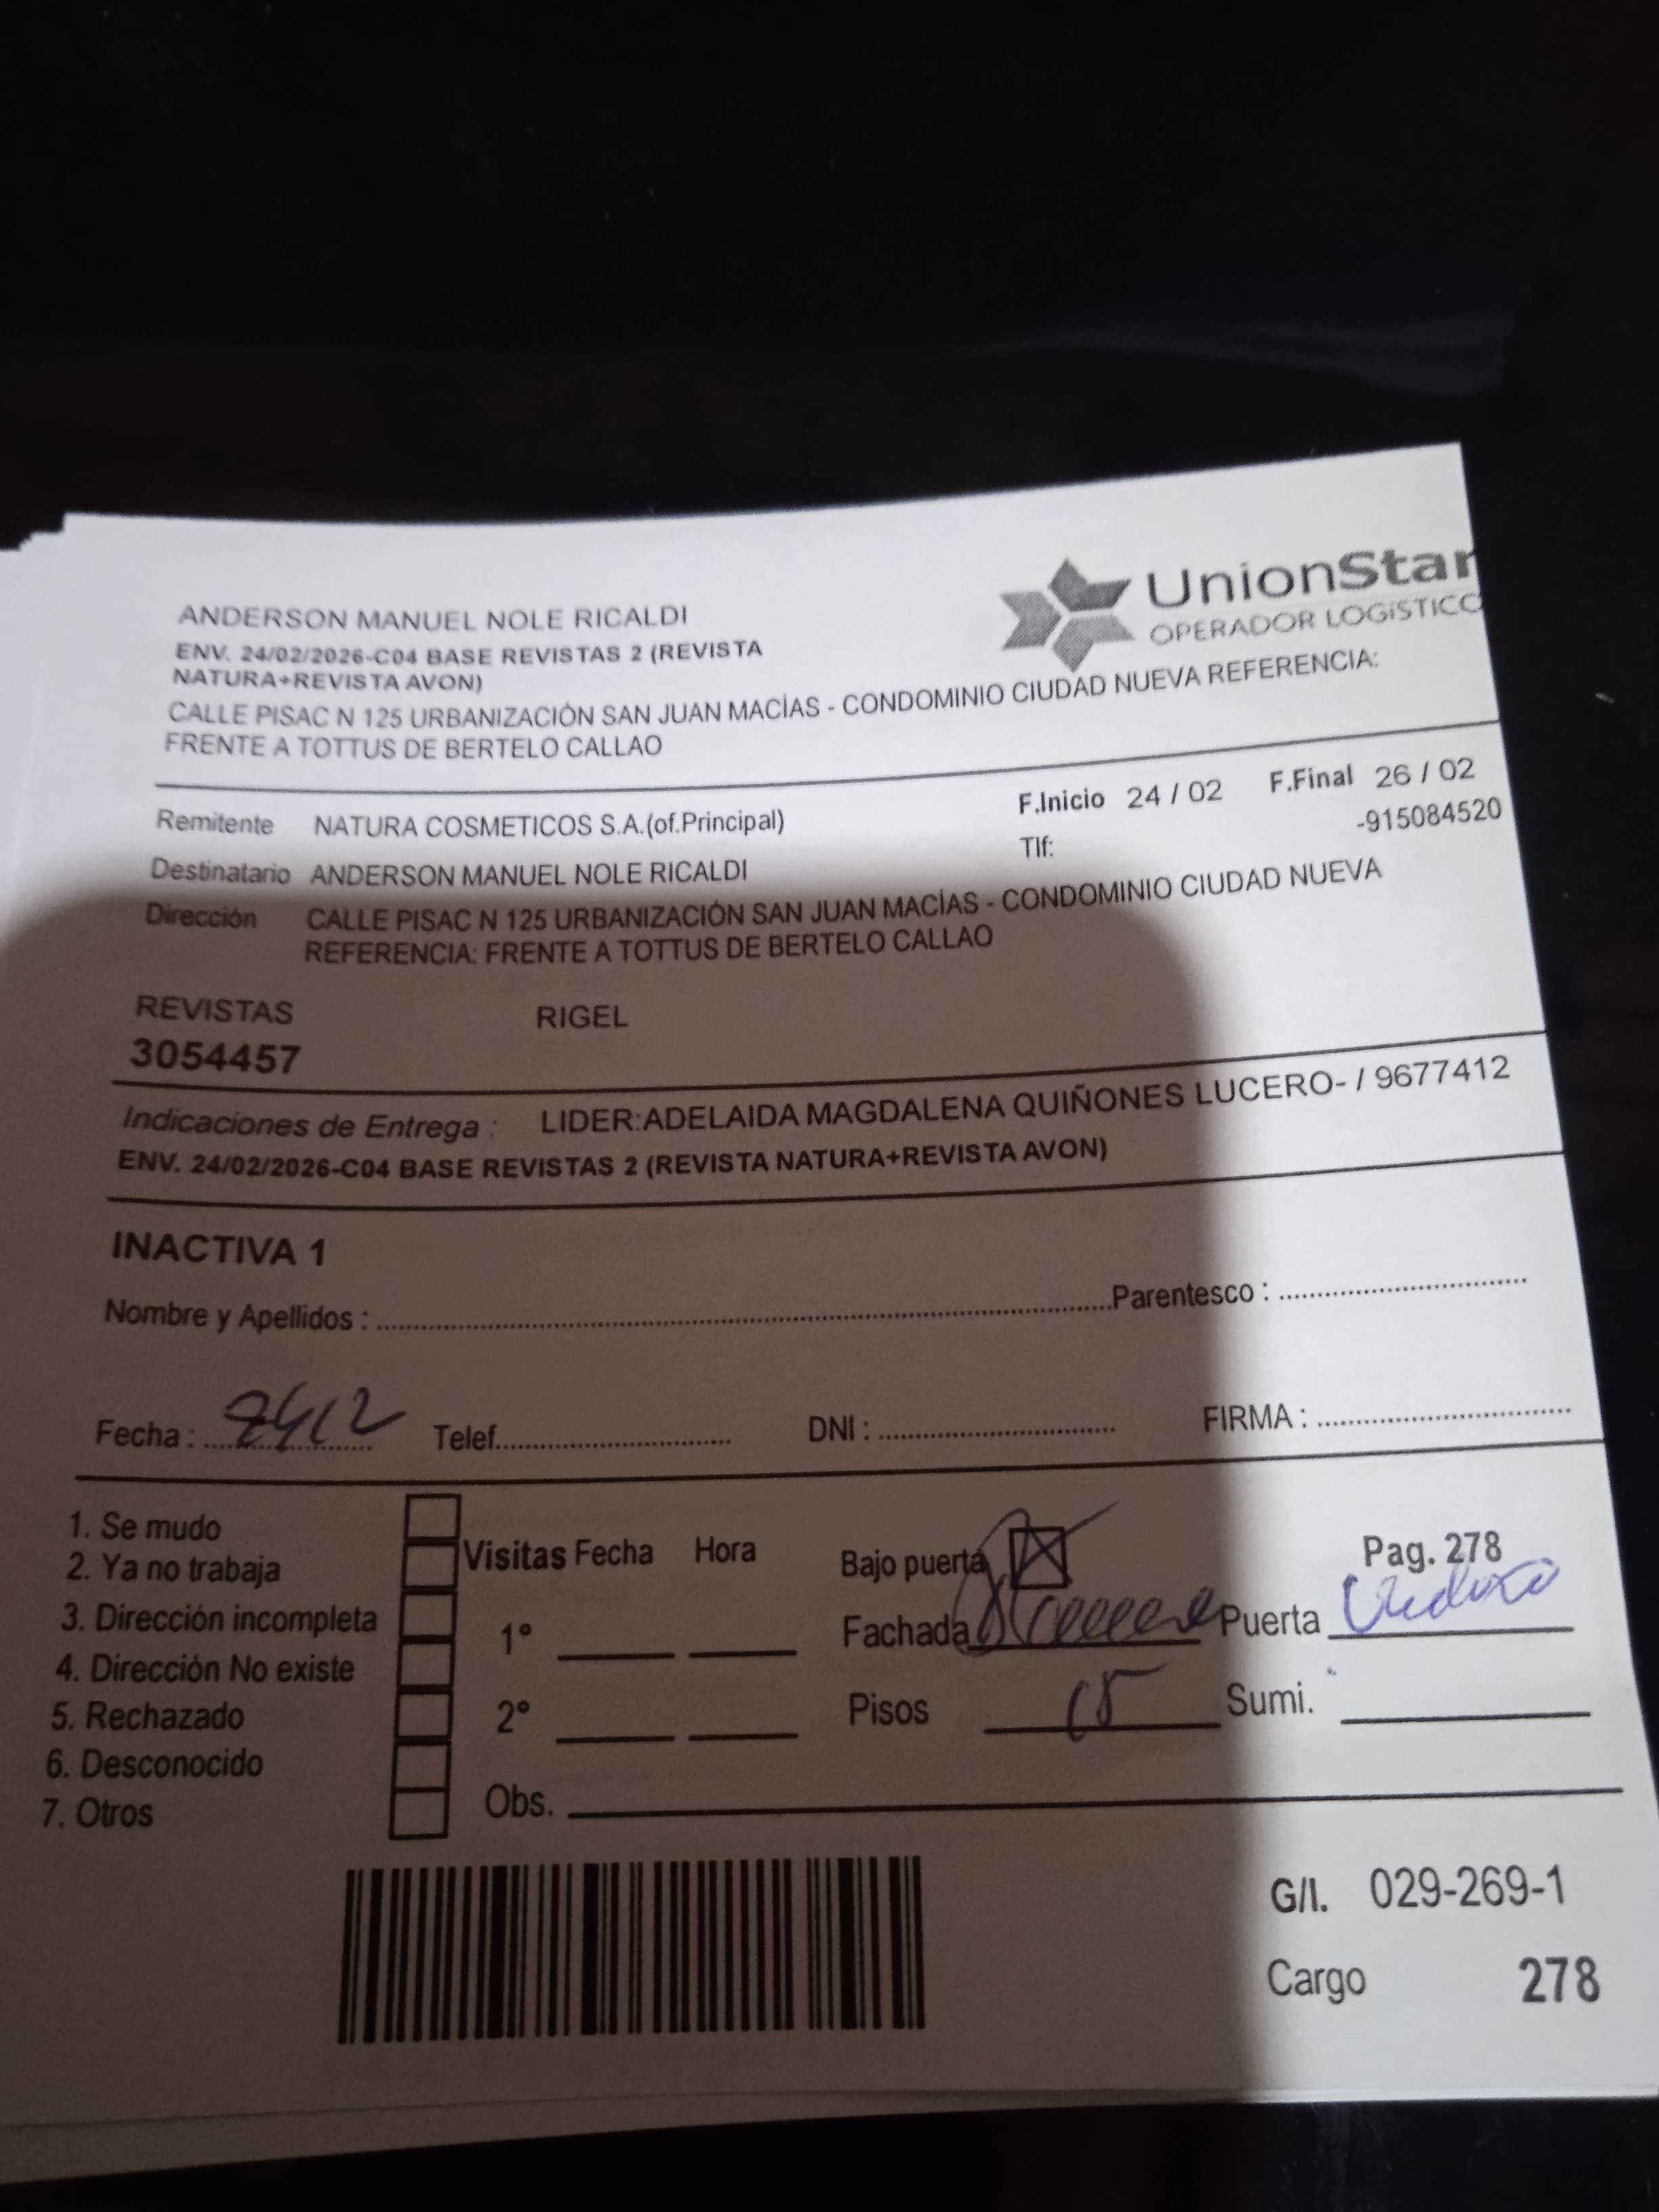 UnionStar
OPERADOR LOGISTICO
ANDERSON MANUEL NOLE RICALDI
ENV. 24/02/2026-C04 BASE REVISTAS 2 (REVISTA
NATURA+REVISTA AVON)
CALLE PISAC N 125 URBANIZACIÓN SAN JUAN MACÍAS - CONDOMINIO CIUDAD NUEVA REFERENCIA:
FRENTE A TOTTUS DE BERTELO CALLAO
Remitente NATURA COSMETICOS S.A.(of.Principal) F.Inicio 24 / 02 F.Final 26 / 02
Tlf: -915084520
Destinatario ANDERSON MANUEL NOLE RICALDI
Dirección CALLE PISAC N 125 URBANIZACIÓN SAN JUAN MACÍAS - CONDOMINIO CIUDAD NUEVA
REFERENCIA: FRENTE A TOTTUS DE BERTELO CALLAO
REVISTAS RIGEL
3054457
Indicaciones de Entrega : LIDER:ADELAIDA MAGDALENA QUIÑONES LUCERO- / 9677412
ENV. 24/02/2026-C04 BASE REVISTAS 2 (REVISTA NATURA+REVISTA AVON)
INACTIVA 1
Nombre y Apellidos : Parentesco :
Fecha : 24/2 Telef. DNI : FIRMA :
1. Se mudo
2. Ya no trabaja
3. Dirección incompleta
4. Dirección No existe
5. Rechazado
6. Desconocido
7. Otros
Visitas Fecha Hora
1°
2°
Obs.
Bajo puerta X Pag. 278
Fachada Puerta
Pisos 15 Sumi.
G/I. 029-269-1
Cargo 278